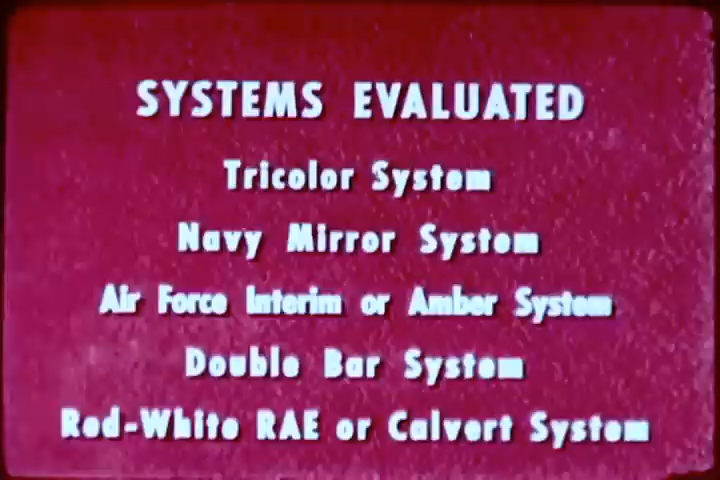 SYSTEMS EVALUATED
Tricolor System
Navy Mirror System
Air Force Interim or Amber System
Double Bar System
Red-White RAE or Calvert System